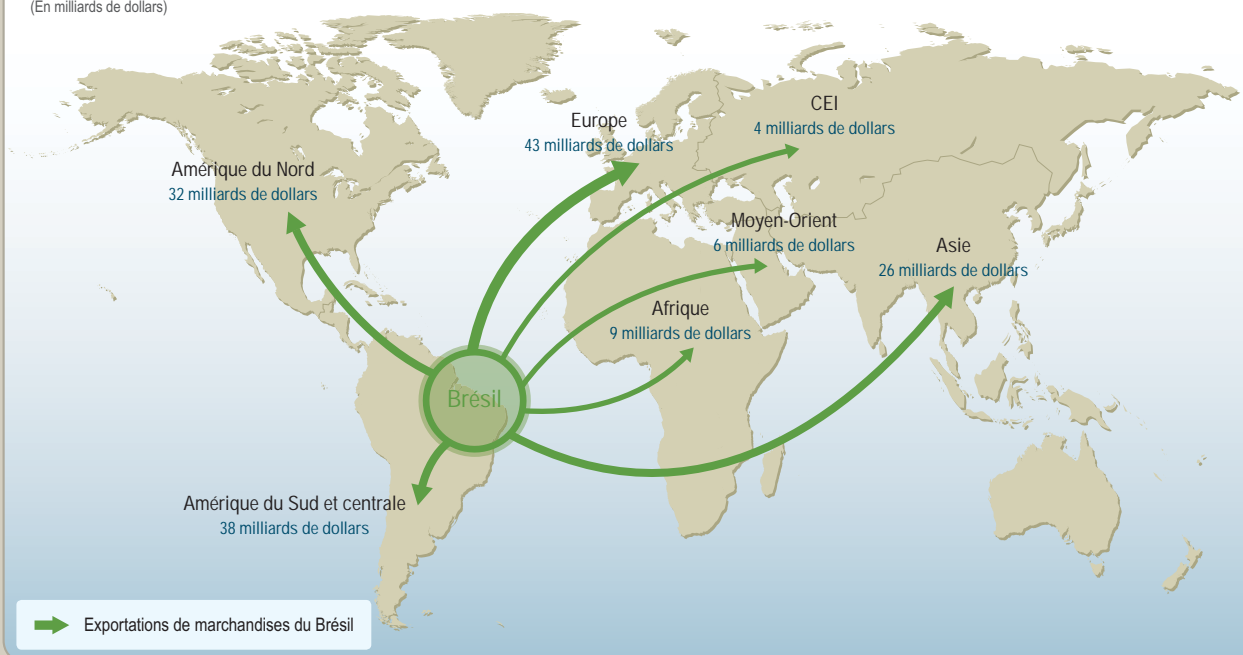 (En milliards de dollars)
CEI
4 milliards de dollars
Europe
43 milliards de dollars
Amérique du Nord
32 milliards de dollars
Moyen-Orient
6 milliards de dollars
Asie
26 milliards de dollars
Afrique
9 milliards de dollars
Brésil
Amérique du Sud et centrale
38 milliards de dollars
Exportations de marchandises du Brésil